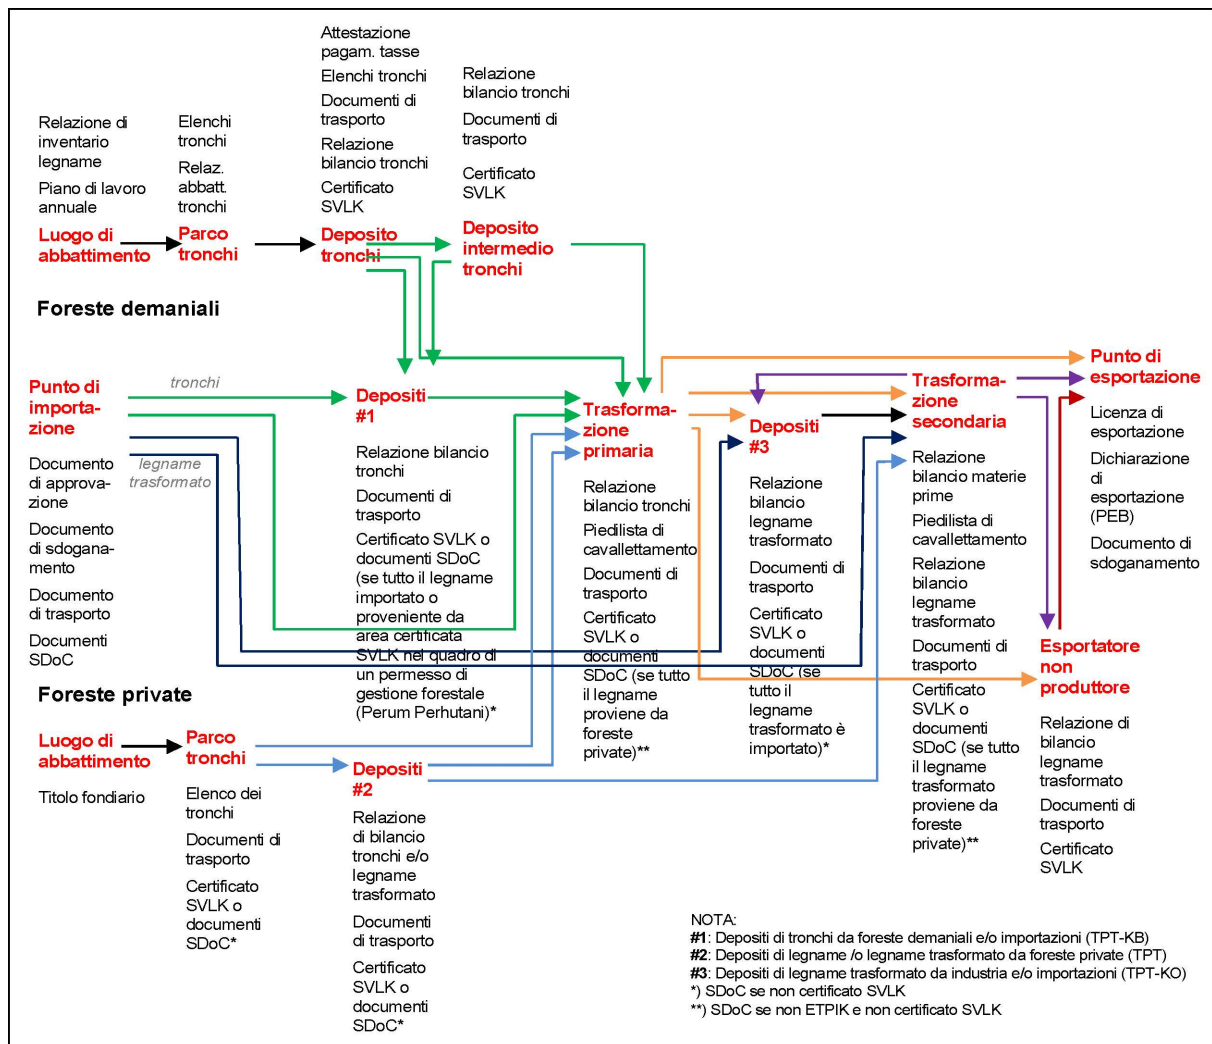 Relazione di
inventario
legname
Piano di lavoro
annuale
Luogo di
abbattimento
Elenchi
tronchi
Relaz.
abbatt.
tronchi
Parco
tronchi
Attestazione
pagam. tasse
Elenchi tronchi
Documenti di
trasporto
Relazione
bilancio tronchi
Certificato
SVLK
Deposito
tronchi
Relazione
bilancio tronchi
Documenti di
trasporto
Certificato
SVLK
Deposito
intermedio
tronchi
Foreste demaniali
Punto di
importa-
zione
Documento
di approva-
zione
Documento
di sdogana-
mento
Documento
di trasporto
Documenti
SDoC
tronchi
legname
trasformato
Depositi
#1
Relazione bilancio
tronchi
Documenti di
trasporto
Certificato SVLK o
documenti SDoC
(se tutto il legname
importato o
proveniente da
area certificata
SVLK nel quadro di
un permesso di
gestione forestale
(Perum Perhutani)*
Trasforma-
zione
primaria
Relazione
bilancio tronchi
Piedilista di
cavallettamento
Documenti di
trasporto
Certificato
SVLK o
documenti
SDoC (se tutto
il legname
proviene da
foreste
private)**
Depositi
#3
Relazione
bilancio
legname
trasformato
Documenti di
trasporto
Certificato
SVLK o
documenti
SDoC (se
tutto il
legname
trasformato è
importato)*
Trasforma-
zione
secondaria
Relazione
bilancio materie
prime
Piedilista di
cavallettamento
Relazione
bilancio
legname
trasformato
Documenti di
trasporto
Certificato
SVLK o
documenti
SDoC (se tutto
il legname
trasformato
proviene da
foreste
private)**
Punto di
esportazione
Licenza di
esportazione
Dichiarazione
di
esportazione
(PEB)
Documento di
sdoganamento
Esportatore
non
produttore
Relazione di
bilancio
legname
trasformato
Documenti di
trasporto
Certificato
SVLK
Foreste private
Luogo di
abbattimento
Titolo fondiario
Parco
tronchi
Elenco dei
tronchi
Documenti di
trasporto
Certificato
SVLK o
documenti
SDoC*
Depositi
#2
Relazione
di bilancio
tronchi e/o
legname
trasformato
Documenti
di trasporto
Certificato
SVLK o
documenti
SDoC*
NOTA:
#1: Depositi di tronchi da foreste demaniali e/o importazioni (TPT-KB)
#2: Depositi di legname /o legname trasformato da foreste private (TPT)
#3: Depositi di legname trasformato da industria e/o importazioni (TPT-KO)
*) SDoC se non certificato SVLK
**) SDoC se non ETPIK e non certificato SVLK